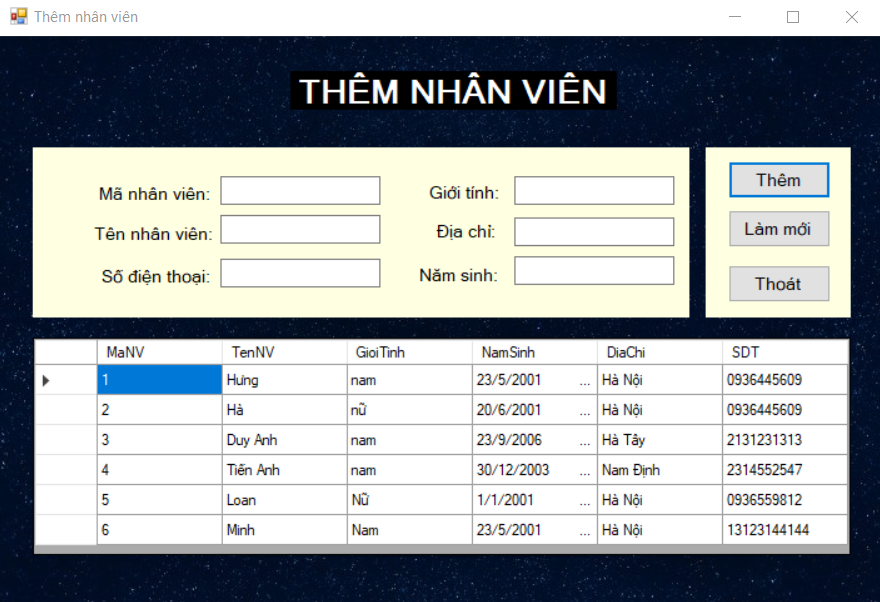 Thêm nhân viên
THÊM NHÂN VIÊN
Mã nhân viên: Giới tính: Thêm
Tên nhân viên: Địa chỉ: Làm mới
Số điện thoại: Năm sinh: Thoát
MaNV TenNV GioiTinh NamSinh DiaChi SDT
1 Hưng nam 23/5/2001 ... Hà Nội 0936445609
2 Hà nữ 20/6/2001 ... Hà Nội 0936445609
3 Duy Anh nam 23/9/2006 ... Hà Tây 2131231313
4 Tiến Anh nam 30/12/2003 ... Nam Định 2314552547
5 Loan Nữ 1/1/2001 ... Hà Nội 0936559812
6 Minh Nam 23/5/2001 ... Hà Nội 13123144144